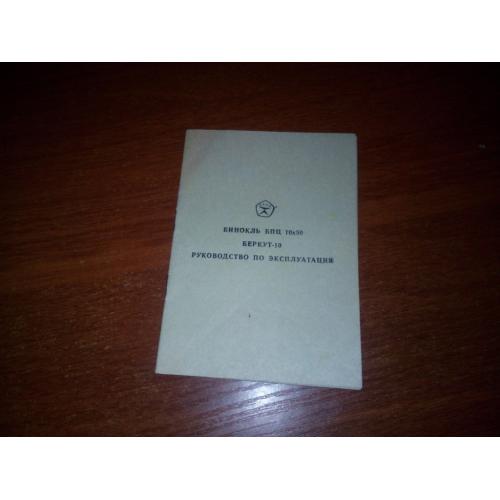 БИНОКЛЬ БПЦ 10х50
БЕРКУТ-10
РУКОВОДСТВО ПО ЭКСПЛУАТАЦИИ